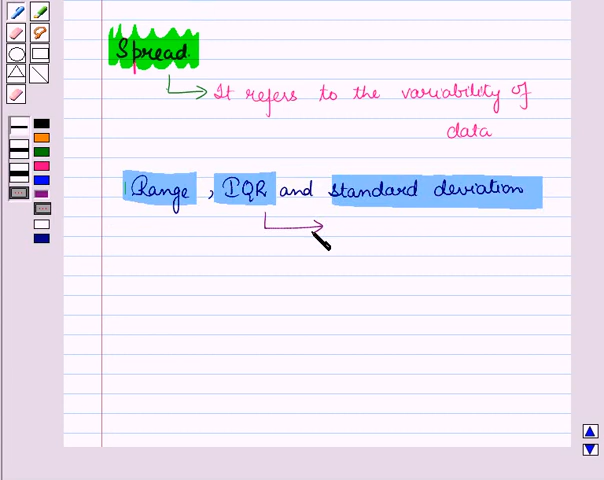 Spread
It refers to the variability of
data
Range, IQR and standard deviation